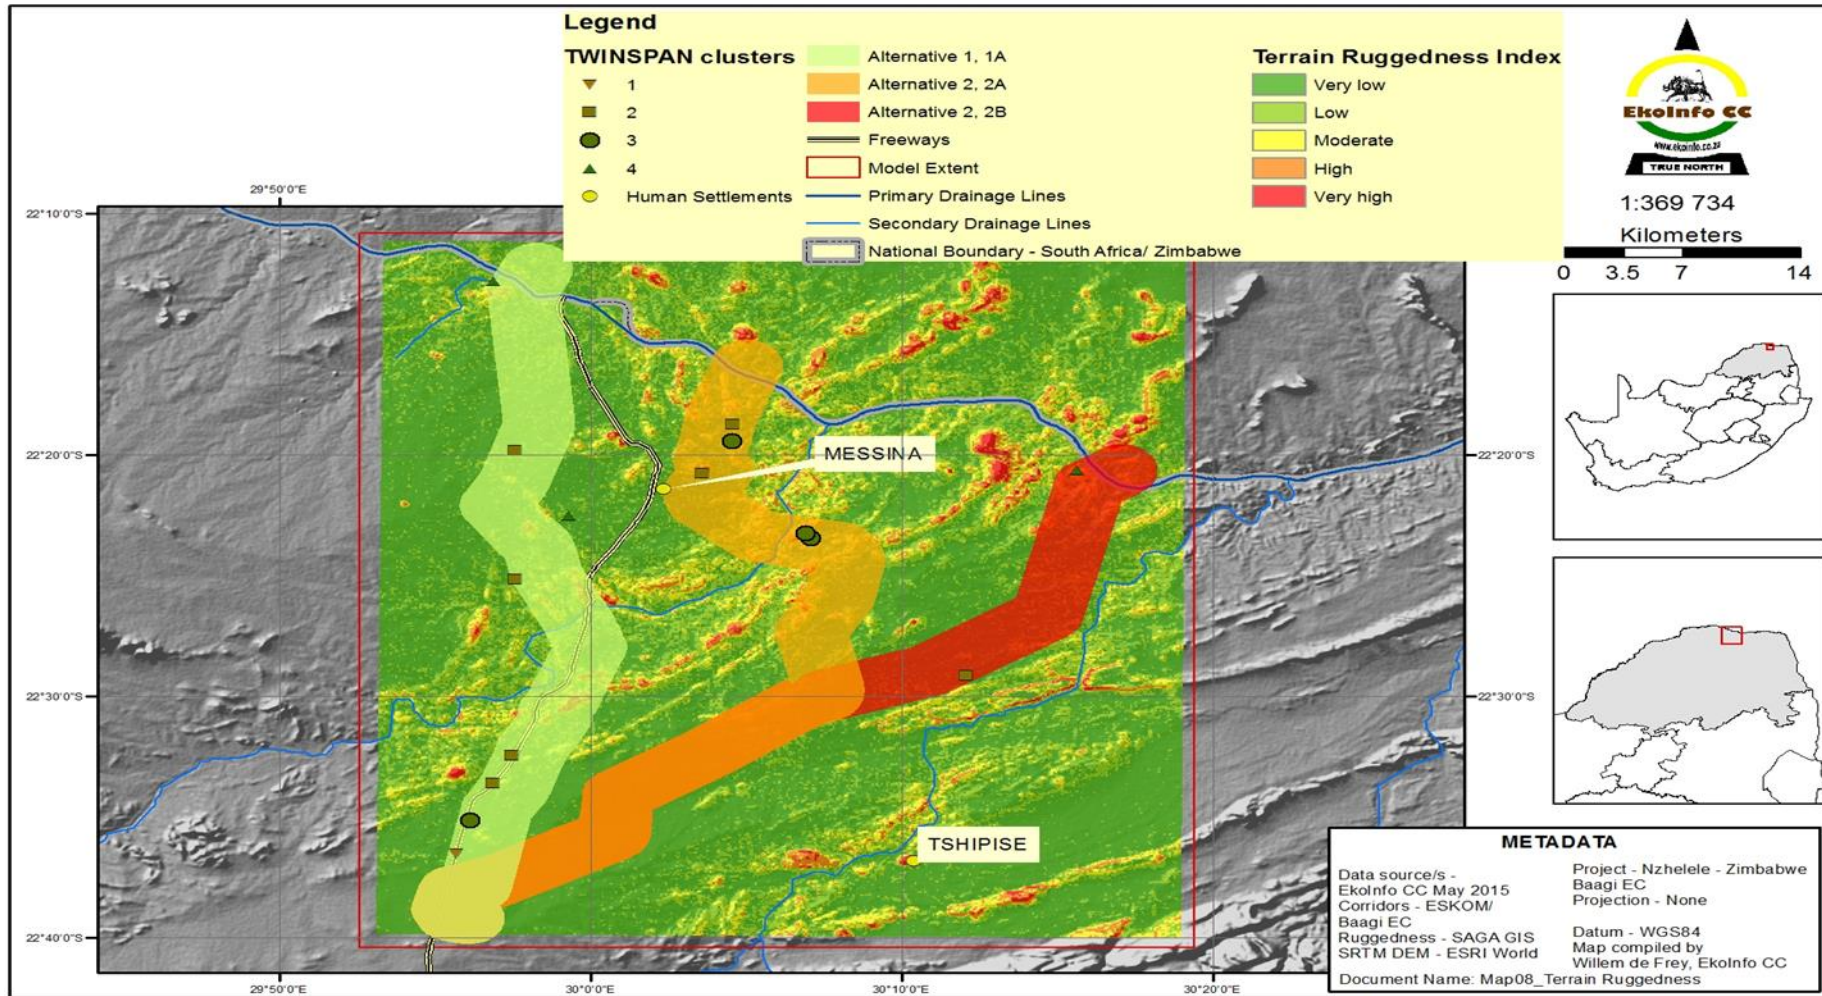 Legend
TWINSPAN clusters
1
2
3
4
Human Settlements
Alternative 1, 1A
Alternative 2, 2A
Alternative 2, 2B
Freeways
Model Extent
Primary Drainage Lines
Secondary Drainage Lines
National Boundary - South Africa/ Zimbabwe
Terrain Ruggedness Index
Very low
Low
Moderate
High
Very high
EkoInfo CC
www.ekoinfo.co.za
TRUE NORTH
1:369 734
Kilometers
0 3.5 7 14
29°50'0"E
22°10'0"S
22°20'0"S
22°30'0"S
22°40'0"S
MESSINA
TSHIPISE
22°20'0"S
22°30'0"S
29°50'0"E
30°0'0"E
30°10'0"E
30°20'0"E
METADATA
Data source/s -
EkoInfo CC May 2015
Corridors - ESKOM/
Baagi EC
Ruggedness - SAGA GIS
SRTM DEM - ESRI World
Project - Nzhelele - Zimbabwe
Baagi EC
Projection - None
Datum - WGS84
Map compiled by
Willem de Frey, EkoInfo CC
Document Name: Map08_Terrain Ruggedness